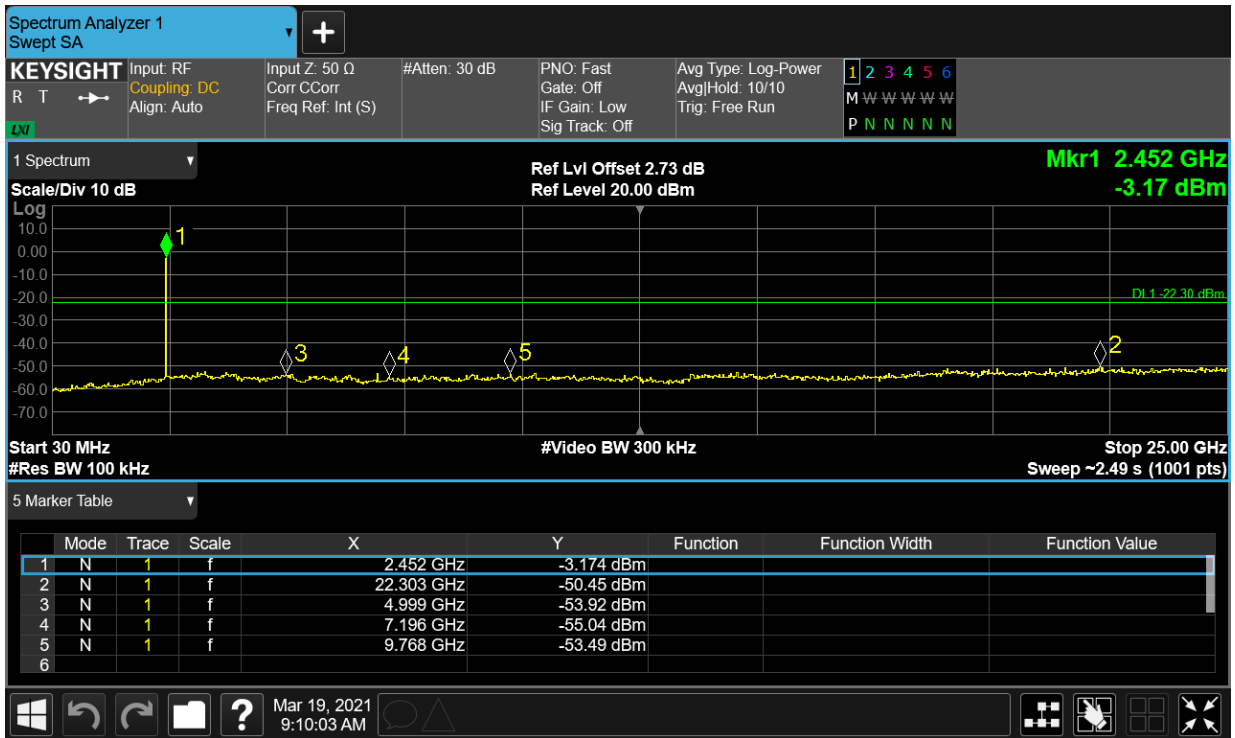 Spectrum Analyzer 1
Swept SA
KEYSIGHT
R T
LXI
Input: RF
Coupling: DC
Align: Auto
Input Z: 50 Ω
Corr CCorr
Freq Ref: Int (S)
#Atten: 30 dB
PNO: Fast
Gate: Off
IF Gain: Low
Sig Track: Off
Avg Type: Log-Power
Avg|Hold: 10/10
Trig: Free Run
1 2 3 4 5 6
M W W W W W
P N N N N N N
1 Spectrum
Scale/Div 10 dB
Ref Lvl Offset 2.73 dB
Ref Level 20.00 dBm
Mkr1 2.452 GHz
-3.17 dBm
Log
10.0
0.00
-10.0
-20.0
-30.0
-40.0
-50.0
-60.0
-70.0
1
3
4
5
2
DL1 -22.30 dBm
Start 30 MHz
#Res BW 100 kHz
#Video BW 300 kHz
Stop 25.00 GHz
Sweep ~2.49 s (1001 pts)
5 Marker Table
Mode Trace Scale X Y Function Function Width Function Value
1 N 1 f 2.452 GHz -3.174 dBm
2 N 1 f 22.303 GHz -50.45 dBm
3 N 1 f 4.999 GHz -53.92 dBm
4 N 1 f 7.196 GHz -55.04 dBm
5 N 1 f 9.768 GHz -53.49 dBm
6
?
Mar 19, 2021
9:10:03 AM